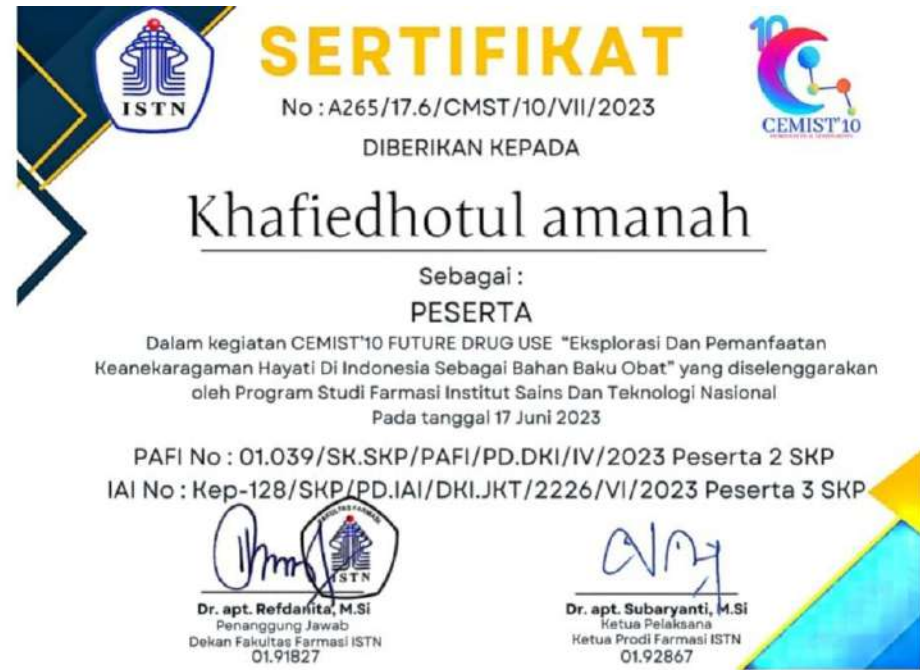 ISTN
SERTIFIKAT
10
CEMIST'10
No : A265/17.6/CMST/10/VII/2023
DIBERIKAN KEPADA
Khafiedhotul amanah
Sebagai :
PESERTA
Dalam kegiatan CEMIST'10 FUTURE DRUG USE "Eksplorasi Dan Pemanfaatan
Keanekaragaman Hayati Di Indonesia Sebagai Bahan Baku Obat" yang diselenggarakan
oleh Program Studi Farmasi Institut Sains Dan Teknologi Nasional
Pada tanggal 17 Juni 2023
PAFI No : 01.039/SK.SKP/PAFI/PD.DKI/IV/2023 Peserta 2 SKP
IAI No : Kep-128/SKP/PD.IAI/DKI.JKT/2226/VI/2023 Peserta 3 SKP
FAKULTAS FARMASI
ISTN
Dr. apt. Refdanita, M.Si
Penanggung Jawab
Dekan Fakultas Farmasi ISTN
01.91827
Dr. apt. Subaryanti, M.Si
Ketua Pelaksana
Ketua Prodi Farmasi ISTN
01.92867